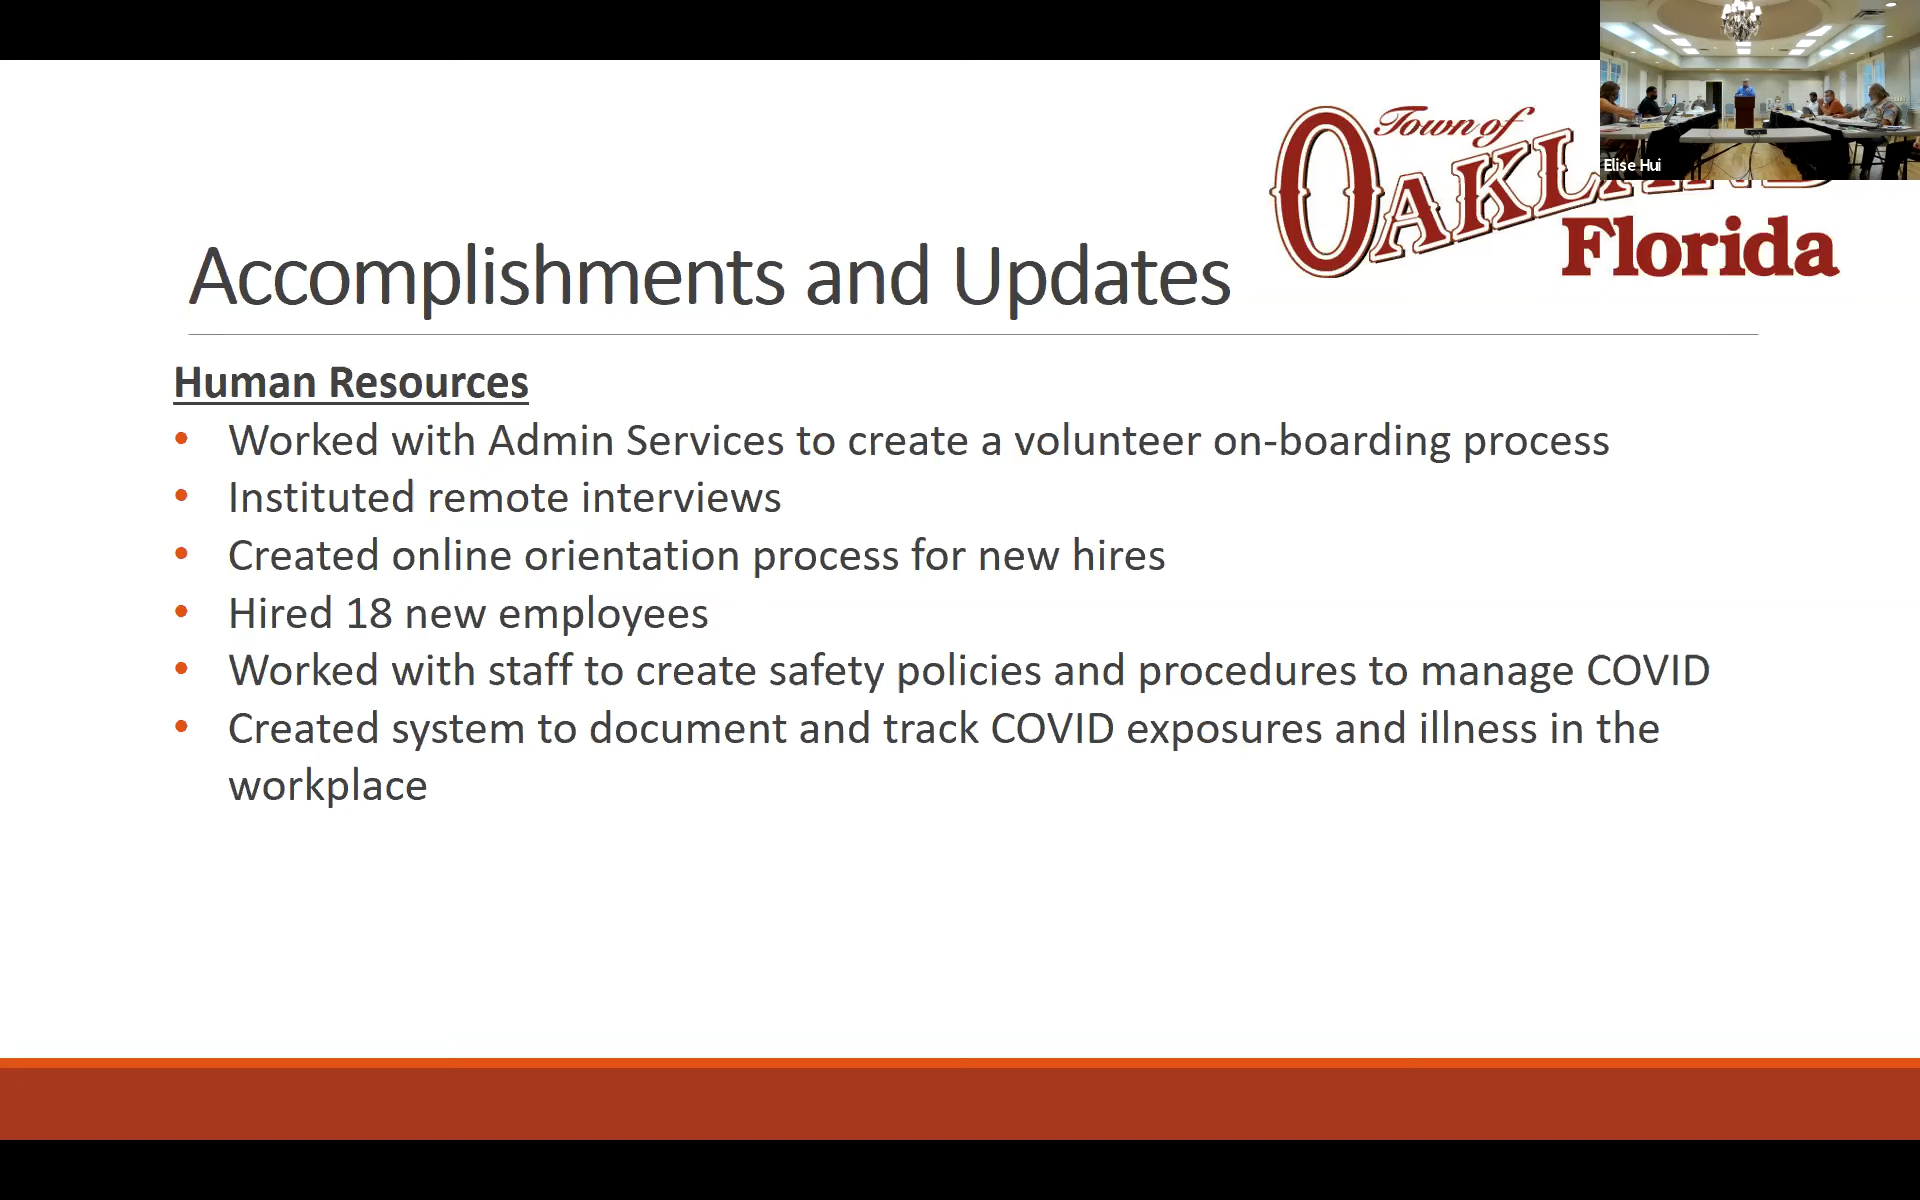 Town of
OAKL
Florida
Elise Hui
Accomplishments and Updates
Human Resources
• Worked with Admin Services to create a volunteer on-boarding process
• Instituted remote interviews
• Created online orientation process for new hires
• Hired 18 new employees
• Worked with staff to create safety policies and procedures to manage COVID
• Created system to document and track COVID exposures and illness in the
workplace